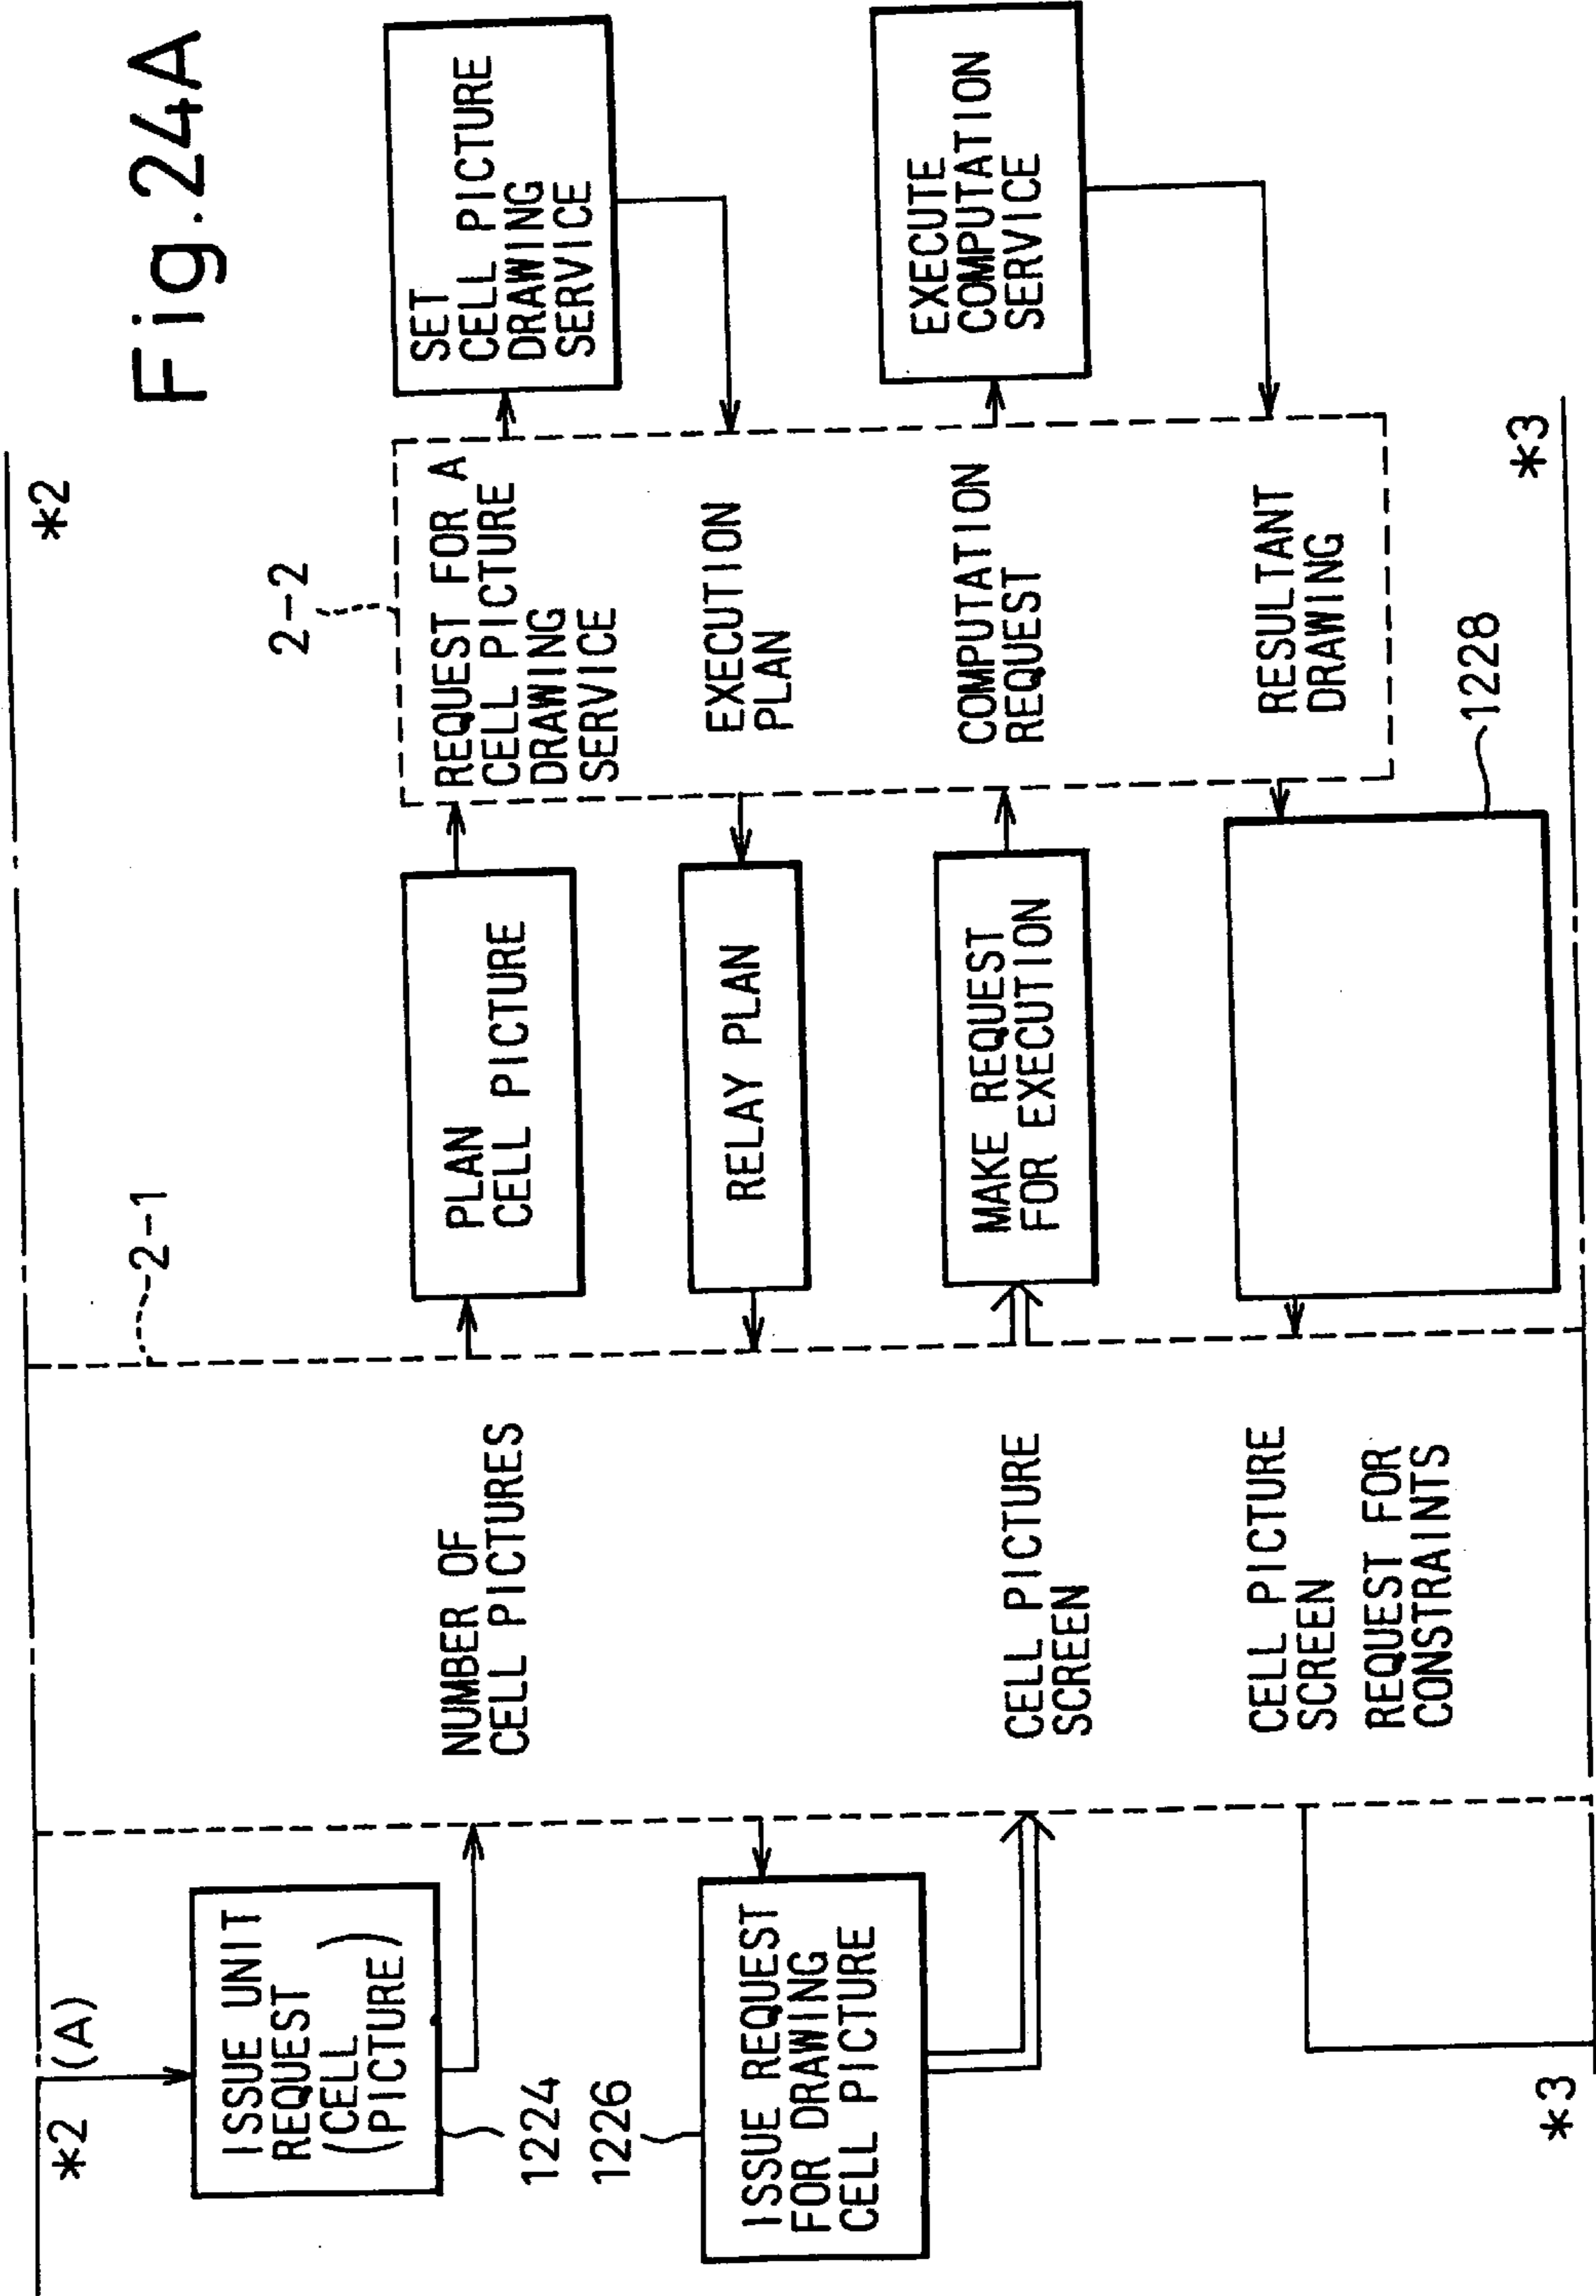 Fig.24A
*2
(A)
*2
ISSUE UNIT
REQUEST
(CELL
PICTURE)
1224
1226
ISSUE REQUEST
FOR DRAWING
CELL PICTURE
*3
2-1
NUMBER OF
CELL PICTURES
CELL PICTURE
SCREEN
CELL PICTURE
SCREEN
REQUEST FOR
CONSTRAINTS
PLAN
CELL PICTURE
RELAY PLAN
MAKE REQUEST
FOR EXECUTION
1228
2-2
REQUEST FOR A
CELL PICTURE
DRAWING
SERVICE
EXECUTION
PLAN
COMPUTATION
REQUEST
RESULTANT
DRAWING
*3
SET
CELL PICTURE
DRAWING
SERVICE
EXECUTE
COMPUTATION
SERVICE